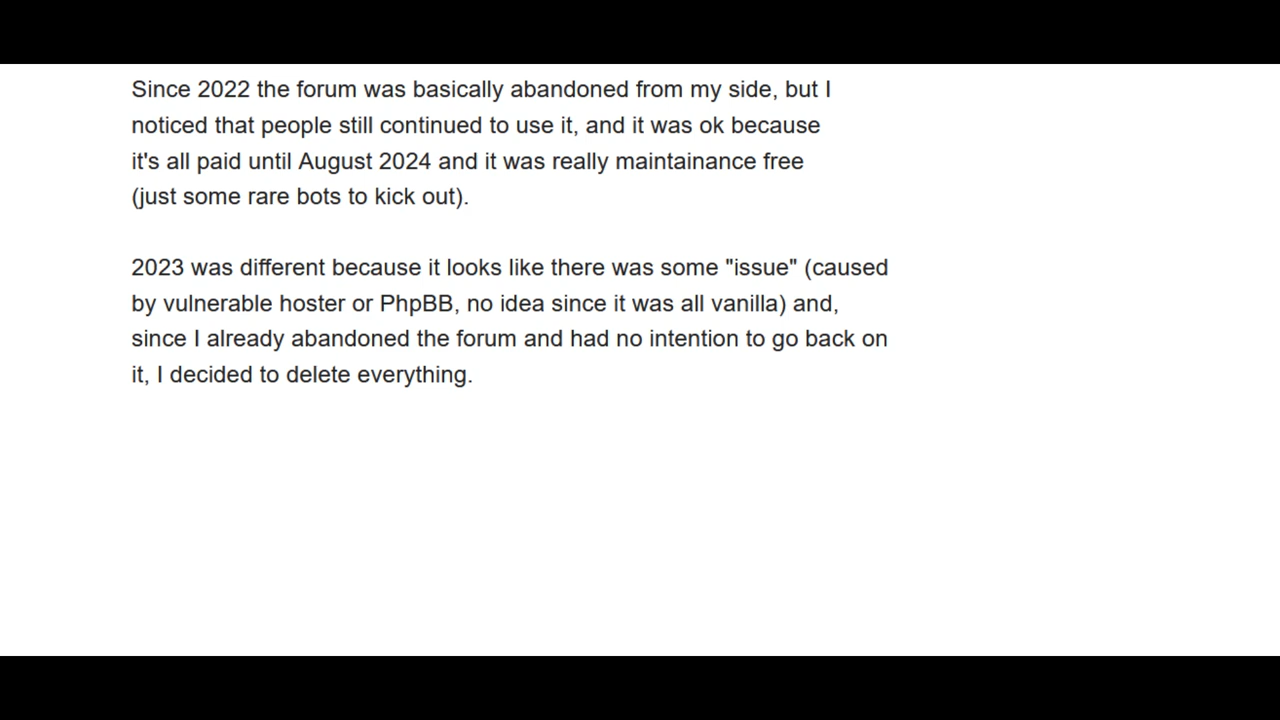 Since 2022 the forum was basically abandoned from my side, but I
noticed that people still continued to use it, and it was ok because
it's all paid until August 2024 and it was really maintainance free
(just some rare bots to kick out).
2023 was different because it looks like there was some "issue" (caused
by vulnerable hoster or PhpBB, no idea since it was all vanilla) and,
since I already abandoned the forum and had no intention to go back on
it, I decided to delete everything.